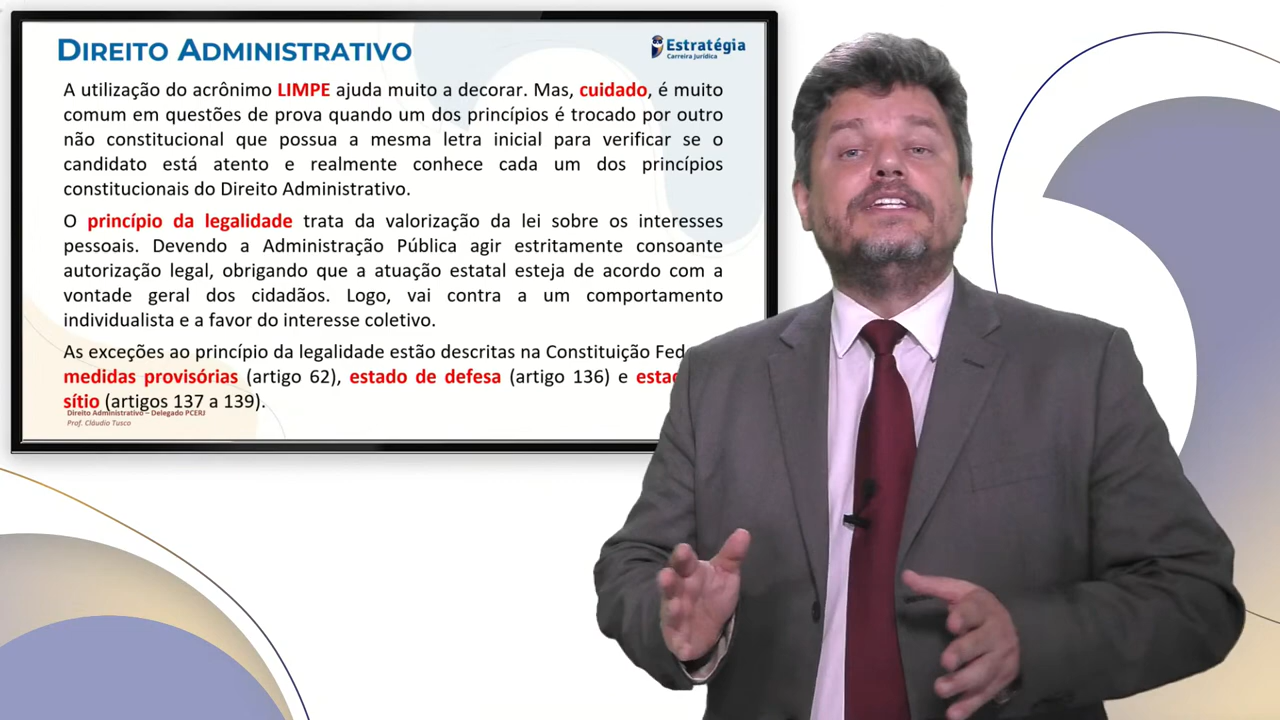 DIREITO ADMINISTRATIVO
Estratégia
Carreira Jurídica
A utilização do acrônimo LIMPE ajuda muito a decorar. Mas, cuidado, é muito
comum em questões de prova quando um dos princípios é trocado por outro
não constitucional que possua a mesma letra inicial para verificar se o
candidato está atento e realmente conhece cada um dos princípios
constitucionais do Direito Administrativo.
O princípio da legalidade trata da valorização da lei sobre os interesses
pessoais. Devendo a Administração Pública agir estritamente consoante
autorização legal, obrigando que a atuação estatal esteja de acordo com a
vontade geral dos cidadãos. Logo, vai contra a um comportamento
individualista e a favor do interesse coletivo.
As exceções ao princípio da legalidade estão descritas na Constituição
medidas provisórias (artigo 62), estado de defesa (artigo 136) e
sítio (artigos 137 a 139).
Direito Administrativo – Delegado PCERJ
Prof. Cláudio Tusco